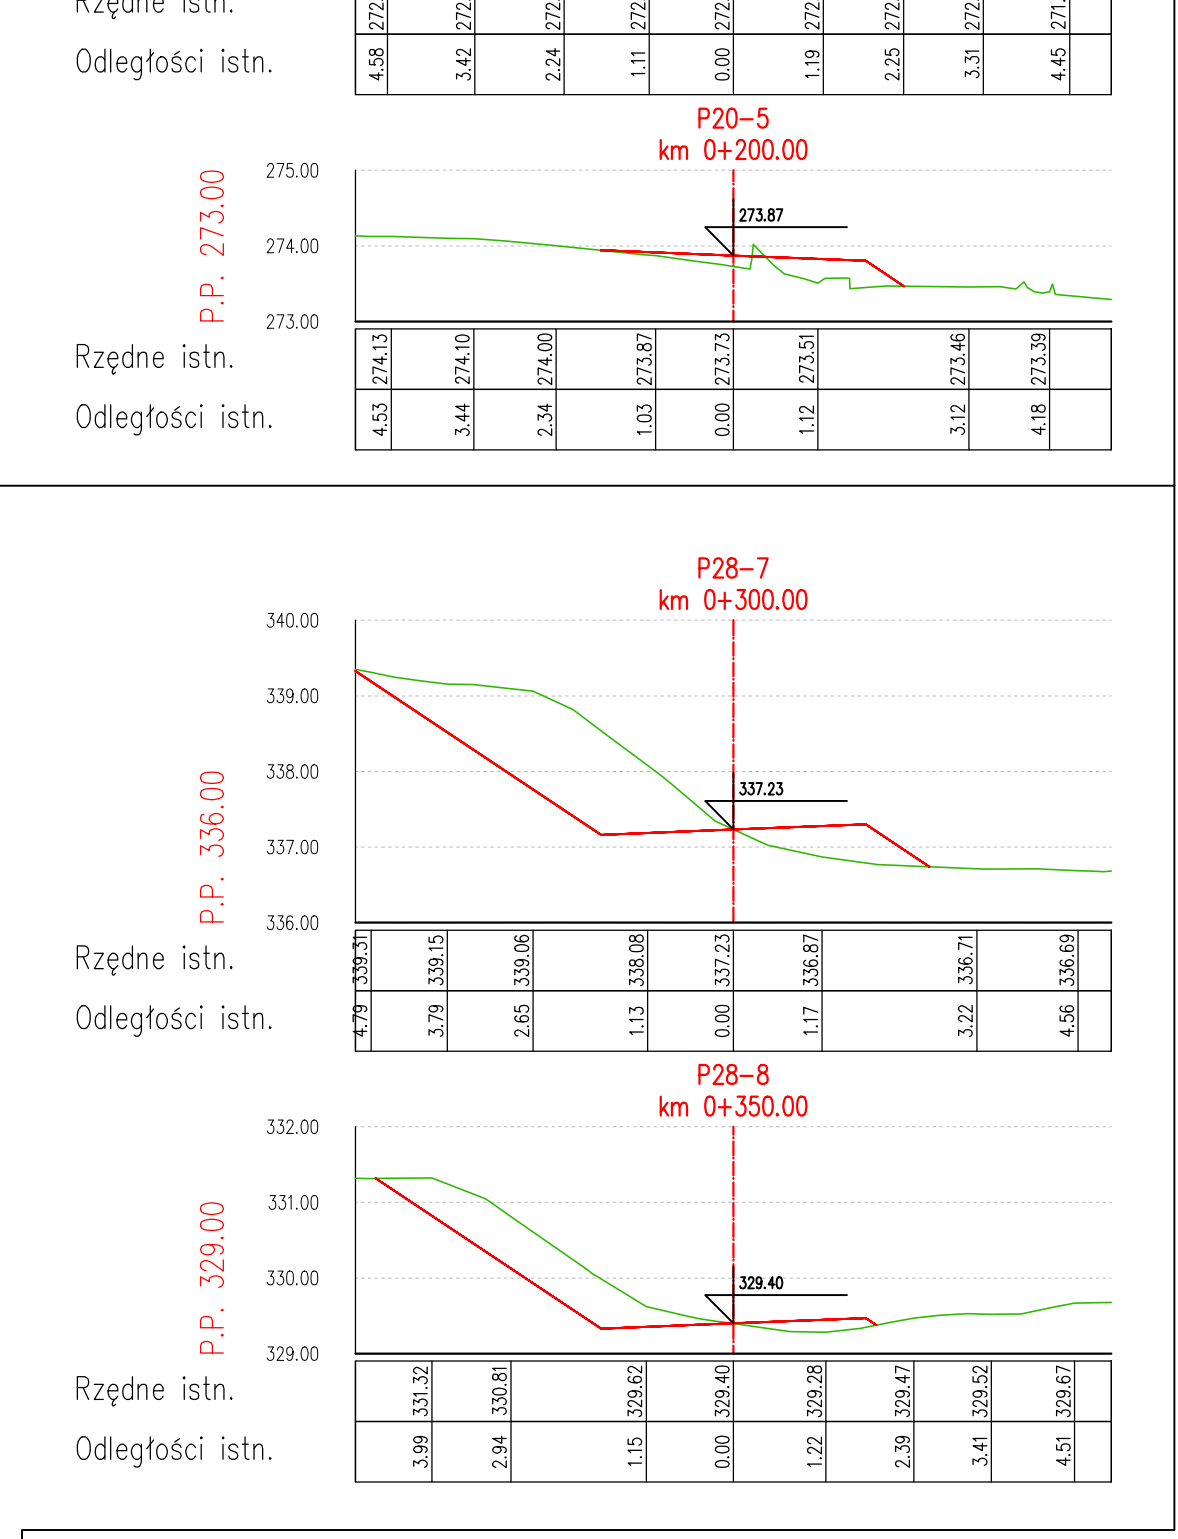 Rzędne istn.
Odległości istn. 4.58 3.42 2.24 1.11 0.00 1.19 2.25 3.31 4.45
P20-5
km 0+200.00
P.P. 273.00
275.00
274.00
273.00
273.87
Rzędne istn. 274.13 274.10 274.00 273.87 273.73 273.51 273.46 273.39
Odległości istn. 4.53 3.44 2.34 1.03 0.00 1.12 3.12 4.18
P28-7
km 0+300.00
P.P. 336.00
340.00
339.00
338.00
337.00
336.00
337.23
Rzędne istn. 339.31 339.15 339.06 338.08 337.23 336.87 336.71 336.69
Odległości istn. 4.79 3.79 2.65 1.13 0.00 1.17 3.22 4.56
P28-8
km 0+350.00
P.P. 329.00
332.00
331.00
330.00
329.00
329.40
Rzędne istn. 331.32 330.81 329.62 329.40 329.28 329.47 329.52 329.67
Odległości istn. 3.99 2.94 1.15 0.00 1.22 2.39 3.41 4.51